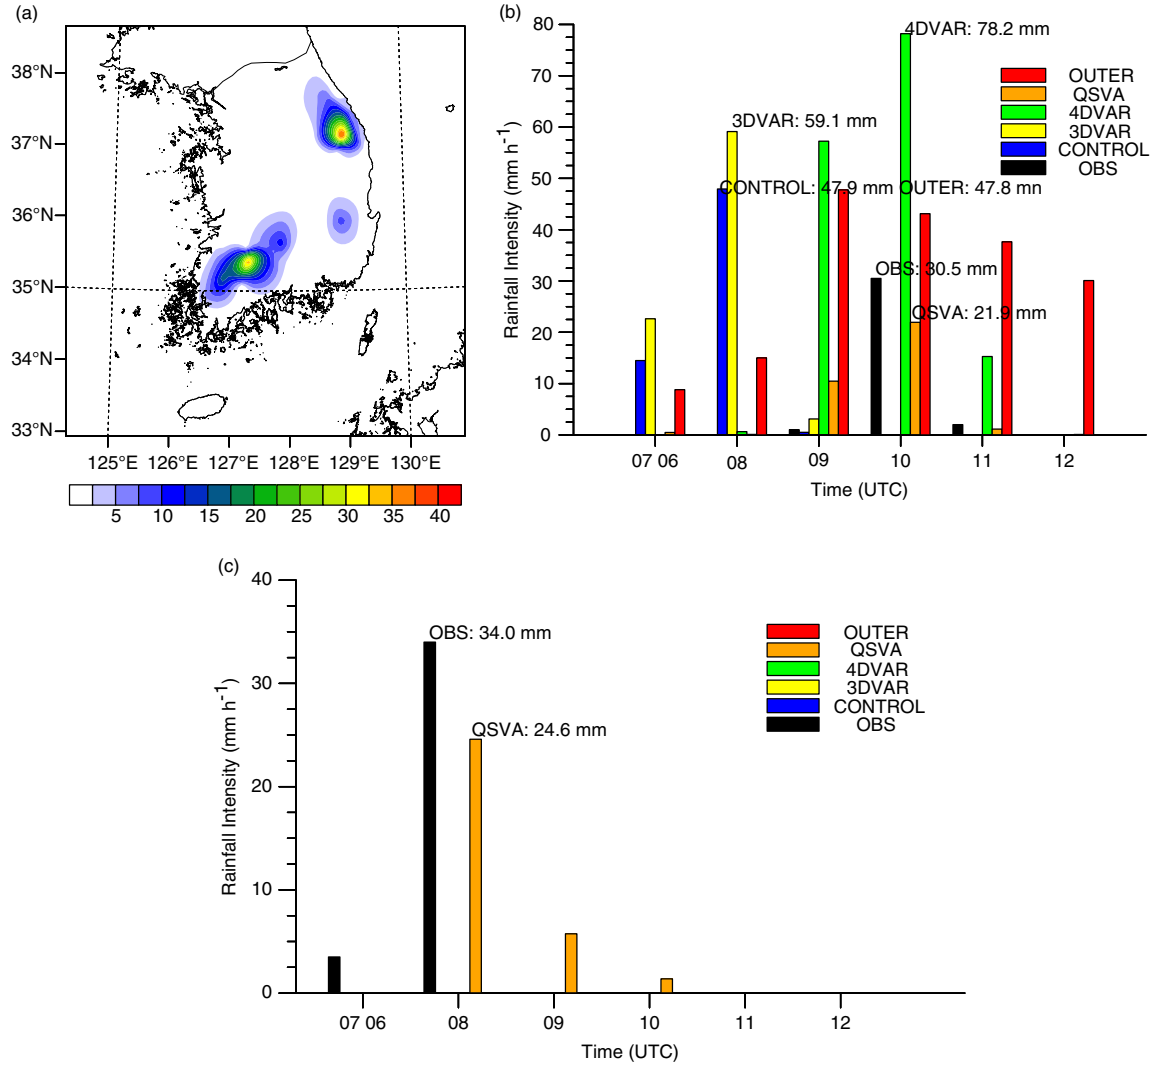 (a)
38°N
37°N
36°N
35°N
34°N
33°N
125°E 126°E 127°E 128°E 129°E 130°E
5 10 15 20 25 30 35 40
(b)
80
70
60
50
40
30
20
10
0
Rainfall Intensity (mm h-1)
4DVAR: 78.2 mm
3DVAR: 59.1 mm
CONTROL: 47.9 mm OUTER: 47.8 mn
OBS: 30.5 mm
QSVA: 21.9 mm
OUTER
QSVA
4DVAR
3DVAR
CONTROL
OBS
07 06 08 09 10 11 12
Time (UTC)
(c)
40
30
20
10
0
Rainfall Intensity (mm h-1)
OBS: 34.0 mm
QSVA: 24.6 mm
OUTER
QSVA
4DVAR
3DVAR
CONTROL
OBS
07 06 08 09 10 11 12
Time (UTC)